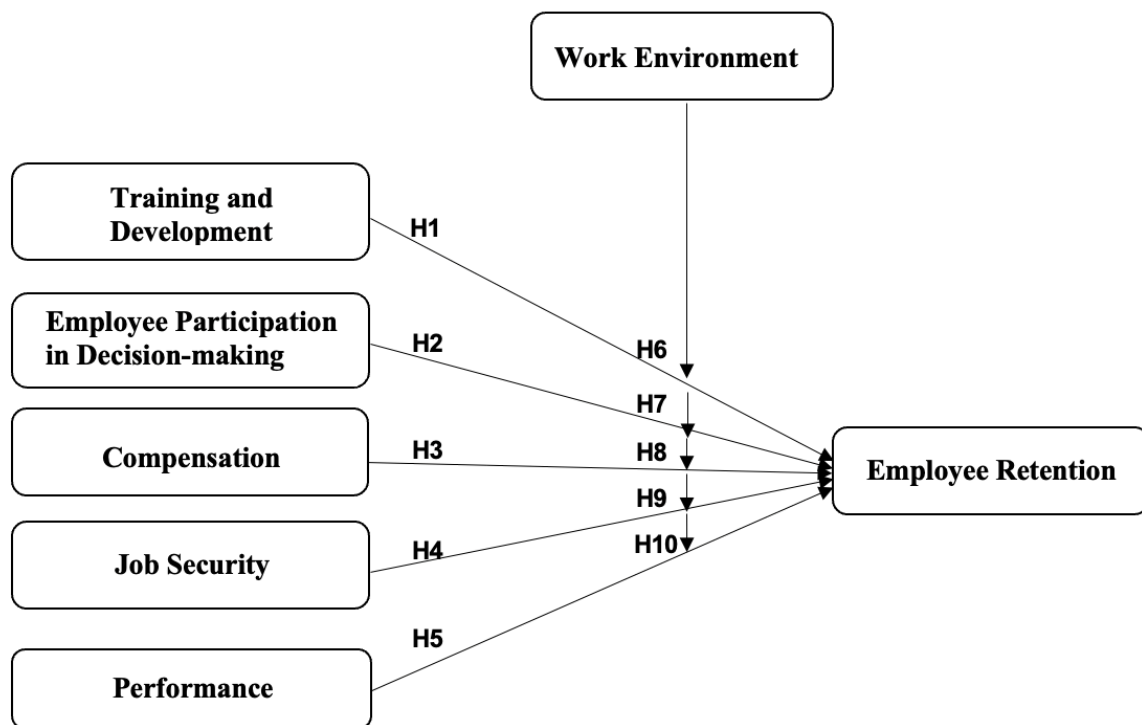 Work Environment
Training and
Development
H1
Employee Participation
in Decision-making
H2
H6
H7
Compensation
H3
H8
Employee Retention
H9
Job Security
H4
H10
H5
Performance